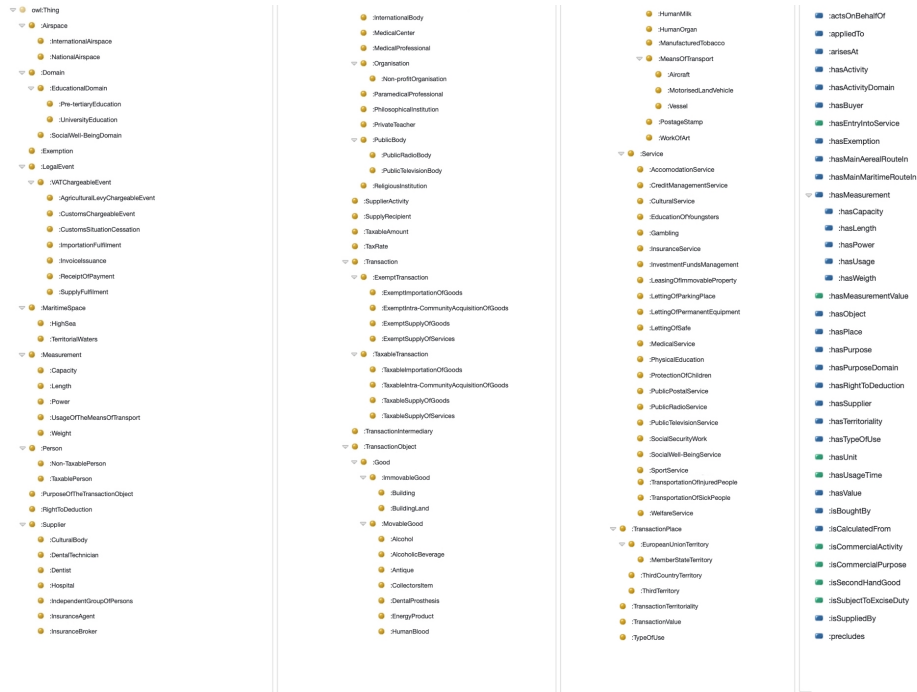 owl:Thing
:Airspace
:InternationalAirspace
:NationalAirspace
:Domain
:EducationalDomain
:Pre-tertiaryEducation
:UniversityEducation
:SocialWell-BeingDomain
:Exemption
:LegalEvent
:VATChargeableEvent
:AgriculturalLevyChargeableEvent
:CustomsChargeableEvent
:CustomsSituationCessation
:ImportationFulfilment
:InvoiceIssuance
:ReceiptOfPayment
:SupplyFulfilment
:MaritimeSpace
:HighSea
:TerritorialWaters
:Measurement
:Capacity
:Length
:Power
:UsageOfTheMeansOfTransport
:Weight
:Person
:Non-TaxablePerson
:TaxablePerson
:PurposeOfTheTransactionObject
:RightToDeduction
:Supplier
:CulturalBody
:DentalTechnician
:Dentist
:Hospital
:IndependentGroupOfPersons
:InsuranceAgent
:InsuranceBroker
:InternationalBody
:MedicalCenter
:MedicalProfessional
:Organisation
:Non-profitOrganisation
:ParamedicalProfessional
:PhilosophicalInstitution
:PrivateTeacher
:PublicBody
:PublicRadioBody
:PublicTelevisionBody
:ReligiousInstitution
:SupplierActivity
:SupplyRecipient
:TaxableAmount
:TaxRate
:Transaction
:ExemptTransaction
:ExemptImportationOfGoods
:ExemptIntra-CommunityAcquisitionOfGoods
:ExemptSupplyOfGoods
:ExemptSupplyOfServices
:TaxableTransaction
:TaxableImportationOfGoods
:TaxableIntra-CommunityAcquisitionOfGoods
:TaxableSupplyOfGoods
:TaxableSupplyOfServices
:TransactionIntermediary
:TransactionObject
:Good
:ImmovableGood
:Building
:BuildingLand
:MovableGood
:Alcohol
:AlcoholicBeverage
:Antique
:CollectorsItem
:DentalProsthesis
:EnergyProduct
:HumanBlood
:HumanMilk
:HumanOrgan
:ManufacturedTobacco
:MeansOfTransport
:Aircraft
:MotorisedLandVehicle
:Vessel
:PostageStamp
:WorkOfArt
:Service
:AccomodationService
:CreditManagementService
:CulturalService
:EducationOfYoungsters
:Gambling
:InsuranceService
:InvestmentFundsManagement
:LeasingOfImmovableProperty
:LettingOfParkingPlace
:LettingOfPermanentEquipment
:LettingOfSafe
:MedicalService
:PhysicalEducation
:ProtectionOfChildren
:PublicPostalService
:PublicRadioService
:PublicTelevisionService
:SocialSecurityWork
:SocialWell-BeingService
:SportService
:TransportationOfInjuredPeople
:TransportationOfSickPeople
:WelfareService
:TransactionPlace
:EuropeanUnionTerritory
:MemberStateTerritory
:ThirdCountryTerritory
:ThirdTerritory
:TransactionTerritoriality
:TransactionValue
:TypeOfUse
:actsOnBehalfOf
:appliedTo
:arisesAt
:hasActivity
:hasActivityDomain
:hasBuyer
:hasEntryIntoService
:hasExemption
:hasMainAerealRouteIn
:hasMainMaritimeRouteIn
:hasMeasurement
:hasCapacity
:hasLength
:hasPower
:hasUsage
:hasWeigth
:hasMeasurementValue
:hasObject
:hasPlace
:hasPurpose
:hasPurposeDomain
:hasRightToDeduction
:hasSupplier
:hasTerritoriality
:hasTypeOfUse
:hasUnit
:hasUsageTime
:hasValue
:isBoughtBy
:isCalculatedFrom
:isCommercialActivity
:isCommercialPurpose
:isSecondHandGood
:isSubjectToExciseDuty
:isSuppliedBy
:precludes